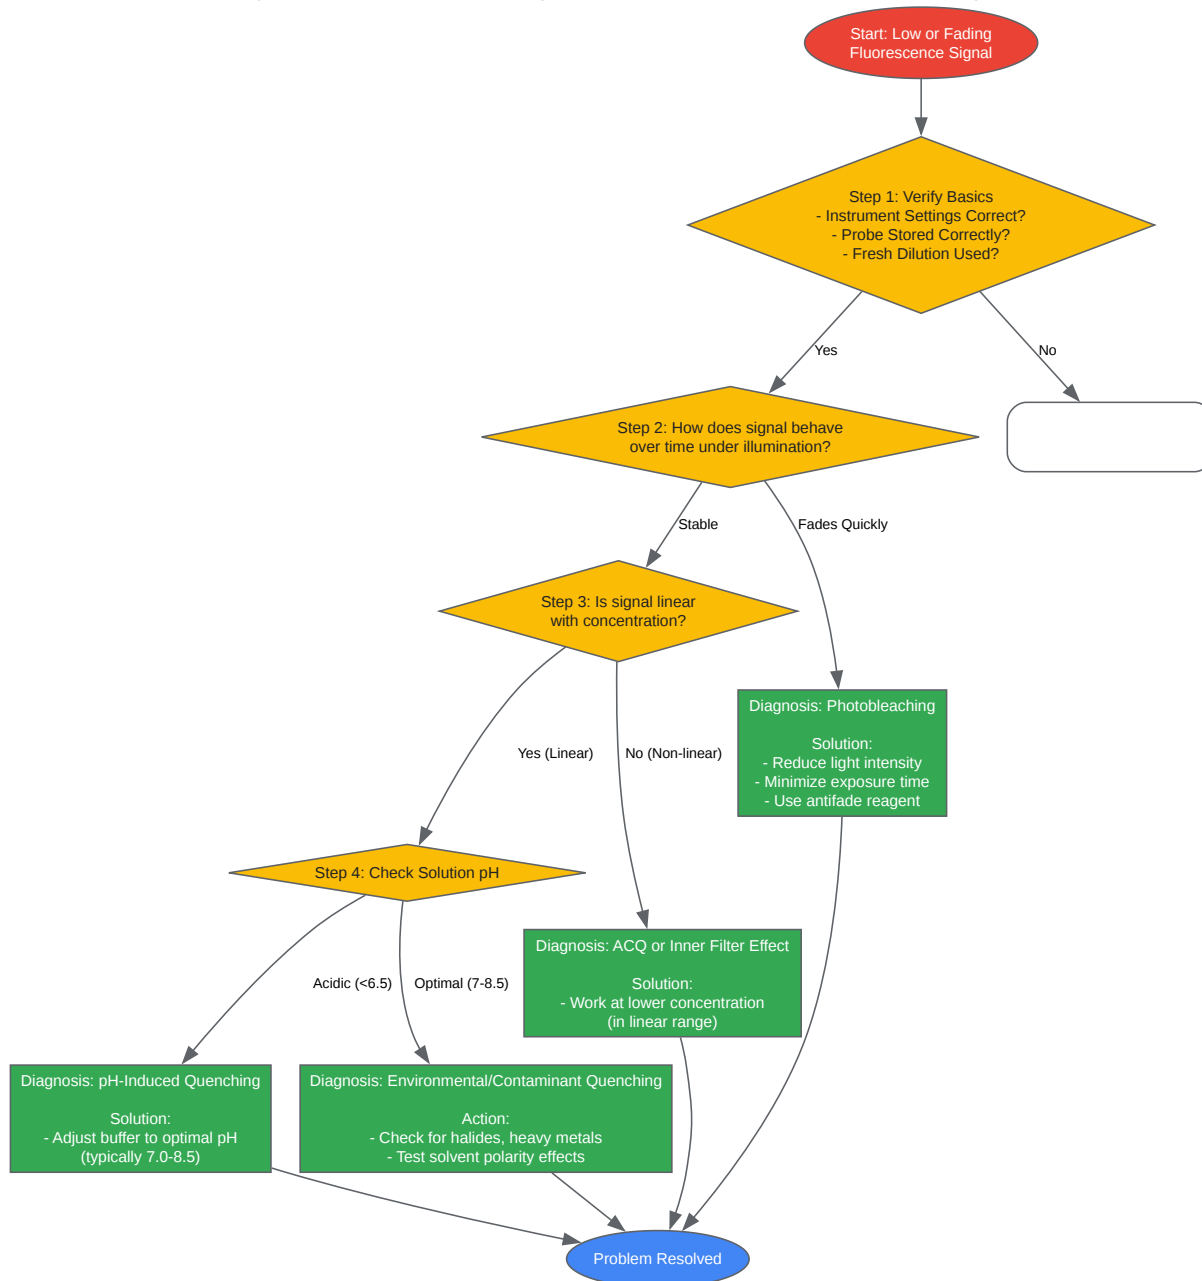 Start: Low or Fading
Fluorescence Signal
Step 1: Verify Basics
- Instrument Settings Correct?
- Probe Stored Correctly?
- Fresh Dilution Used?
Yes
No
Step 2: How does signal behave
over time under illumination?
Stable
Fades Quickly
Step 3: Is signal linear
with concentration?
Diagnosis: Photobleaching
Solution:
- Reduce light intensity
- Minimize exposure time
- Use antifade reagent
Yes (Linear)
No (Non-linear)
Step 4: Check Solution pH
Diagnosis: ACQ or Inner Filter Effect
Solution:
- Work at lower concentration
(in linear range)
Acidic (<6.5)
Optimal (7-8.5)
Diagnosis: pH-Induced Quenching
Solution:
- Adjust buffer to optimal pH
(typically 7.0-8.5)
Diagnosis: Environmental/Contaminant Quenching
Action:
- Check for halides, heavy metals
- Test solvent polarity effects
Problem Resolved